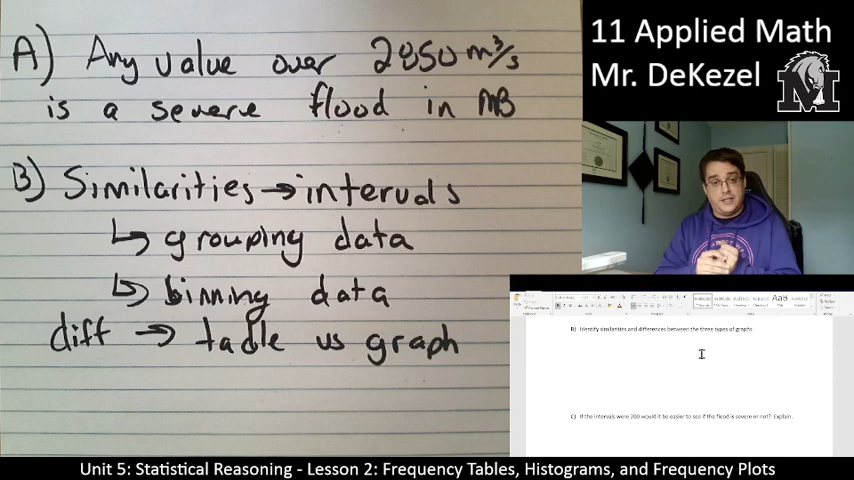 A) Any value over 2850 m³/s
is a severe flood in MB
B) Similarities → intervals
↳ grouping data
↳ binning data
diff → table vs graph
11 Applied Math
Mr. DeKezel
M
B) Identify similarities and differences between the three types of graphs.
C) If the intervals were 200 would it be easier to see if the flood is severe or not? Explain.
Unit 5: Statistical Reasoning - Lesson 2: Frequency Tables, Histograms, and Frequency Plots